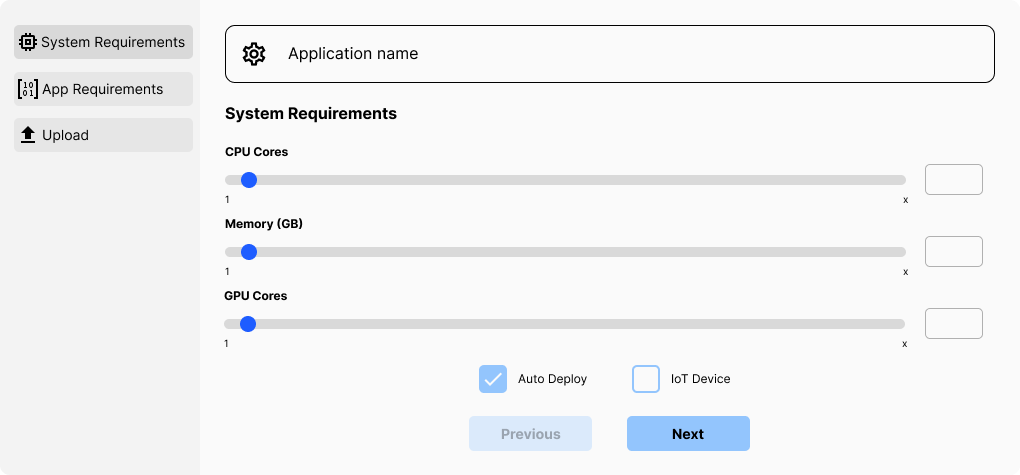 System Requirements
App Requirements
Upload
Application name
System Requirements
CPU Cores
1 x
Memory (GB)
1 x
GPU Cores
1 x
Auto Deploy IoT Device
Previous Next